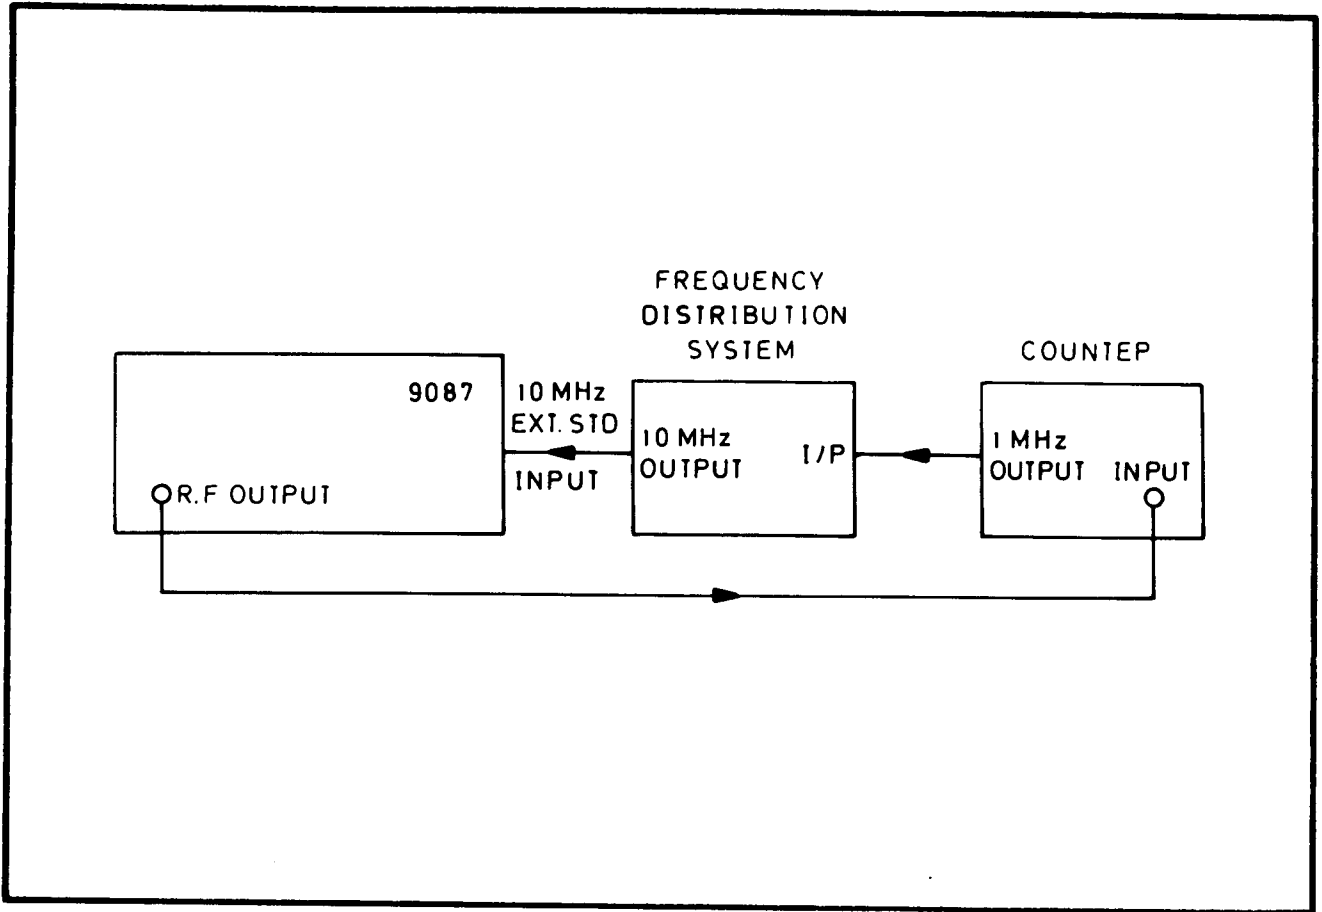 FREQUENCY
DISTRIBUTION
SYSTEM
COUNTEP
9087
10 MHz
EXT. STD
INPUT
R.F OUTPUT
10 MHz
OUTPUT
I/P
1 MHz
OUTPUT
INPUT